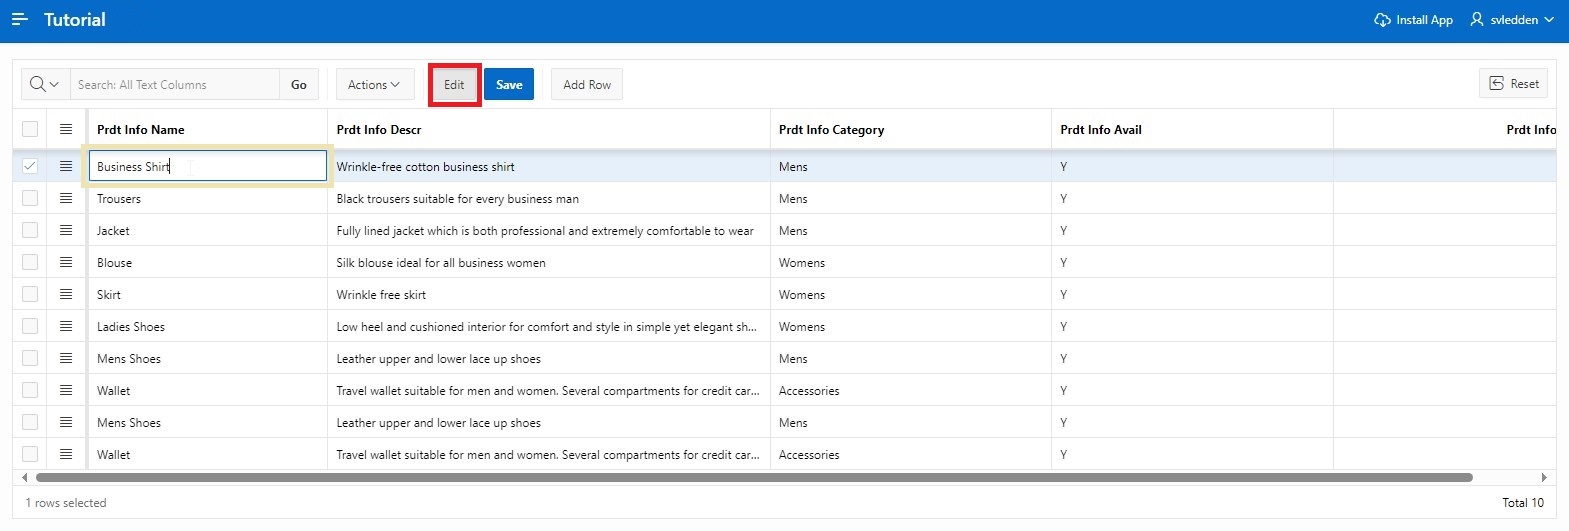 Tutorial Install App svledden
Search: All Text Columns Go Actions Edit Save Add Row Reset
Prdt Info Name Prdt Info Descr Prdt Info Category Prdt Info Avail Prdt Info
Business Shirt Wrinkle-free cotton business shirt Mens Y
Trousers Black trousers suitable for every business man Mens Y
Jacket Fully lined jacket which is both professional and extremely comfortable to wear Mens Y
Blouse Silk blouse ideal for all business women Womens Y
Skirt Wrinkle free skirt Womens Y
Ladies Shoes Low heel and cushioned interior for comfort and style in simple yet elegant sh... Womens Y
Mens Shoes Leather upper and lower lace up shoes Mens Y
Wallet Travel wallet suitable for men and women. Several compartments for credit car... Accessories Y
Mens Shoes Leather upper and lower lace up shoes Mens Y
Wallet Travel wallet suitable for men and women. Several compartments for credit car... Accessories Y
1 rows selected Total 10